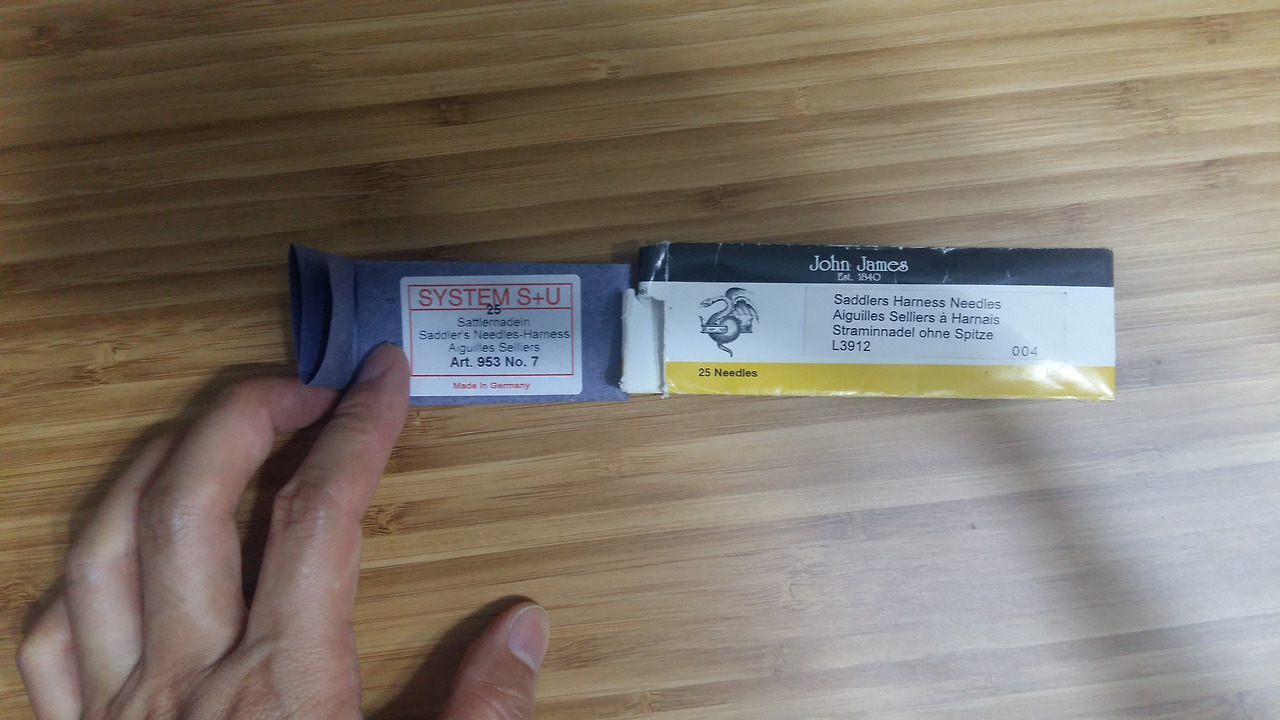 SYSTEM S+U
25
Sattlernadeln
Saddler's Needles-Harness
Aiguilles Selliers
Art. 953 No. 7
Made in Germany
John James
Est. 1840
Saddlers Harness Needles
Aiguilles Selliers à Harnais
Straminnadel ohne Spitze
L3912
004
25 Needles